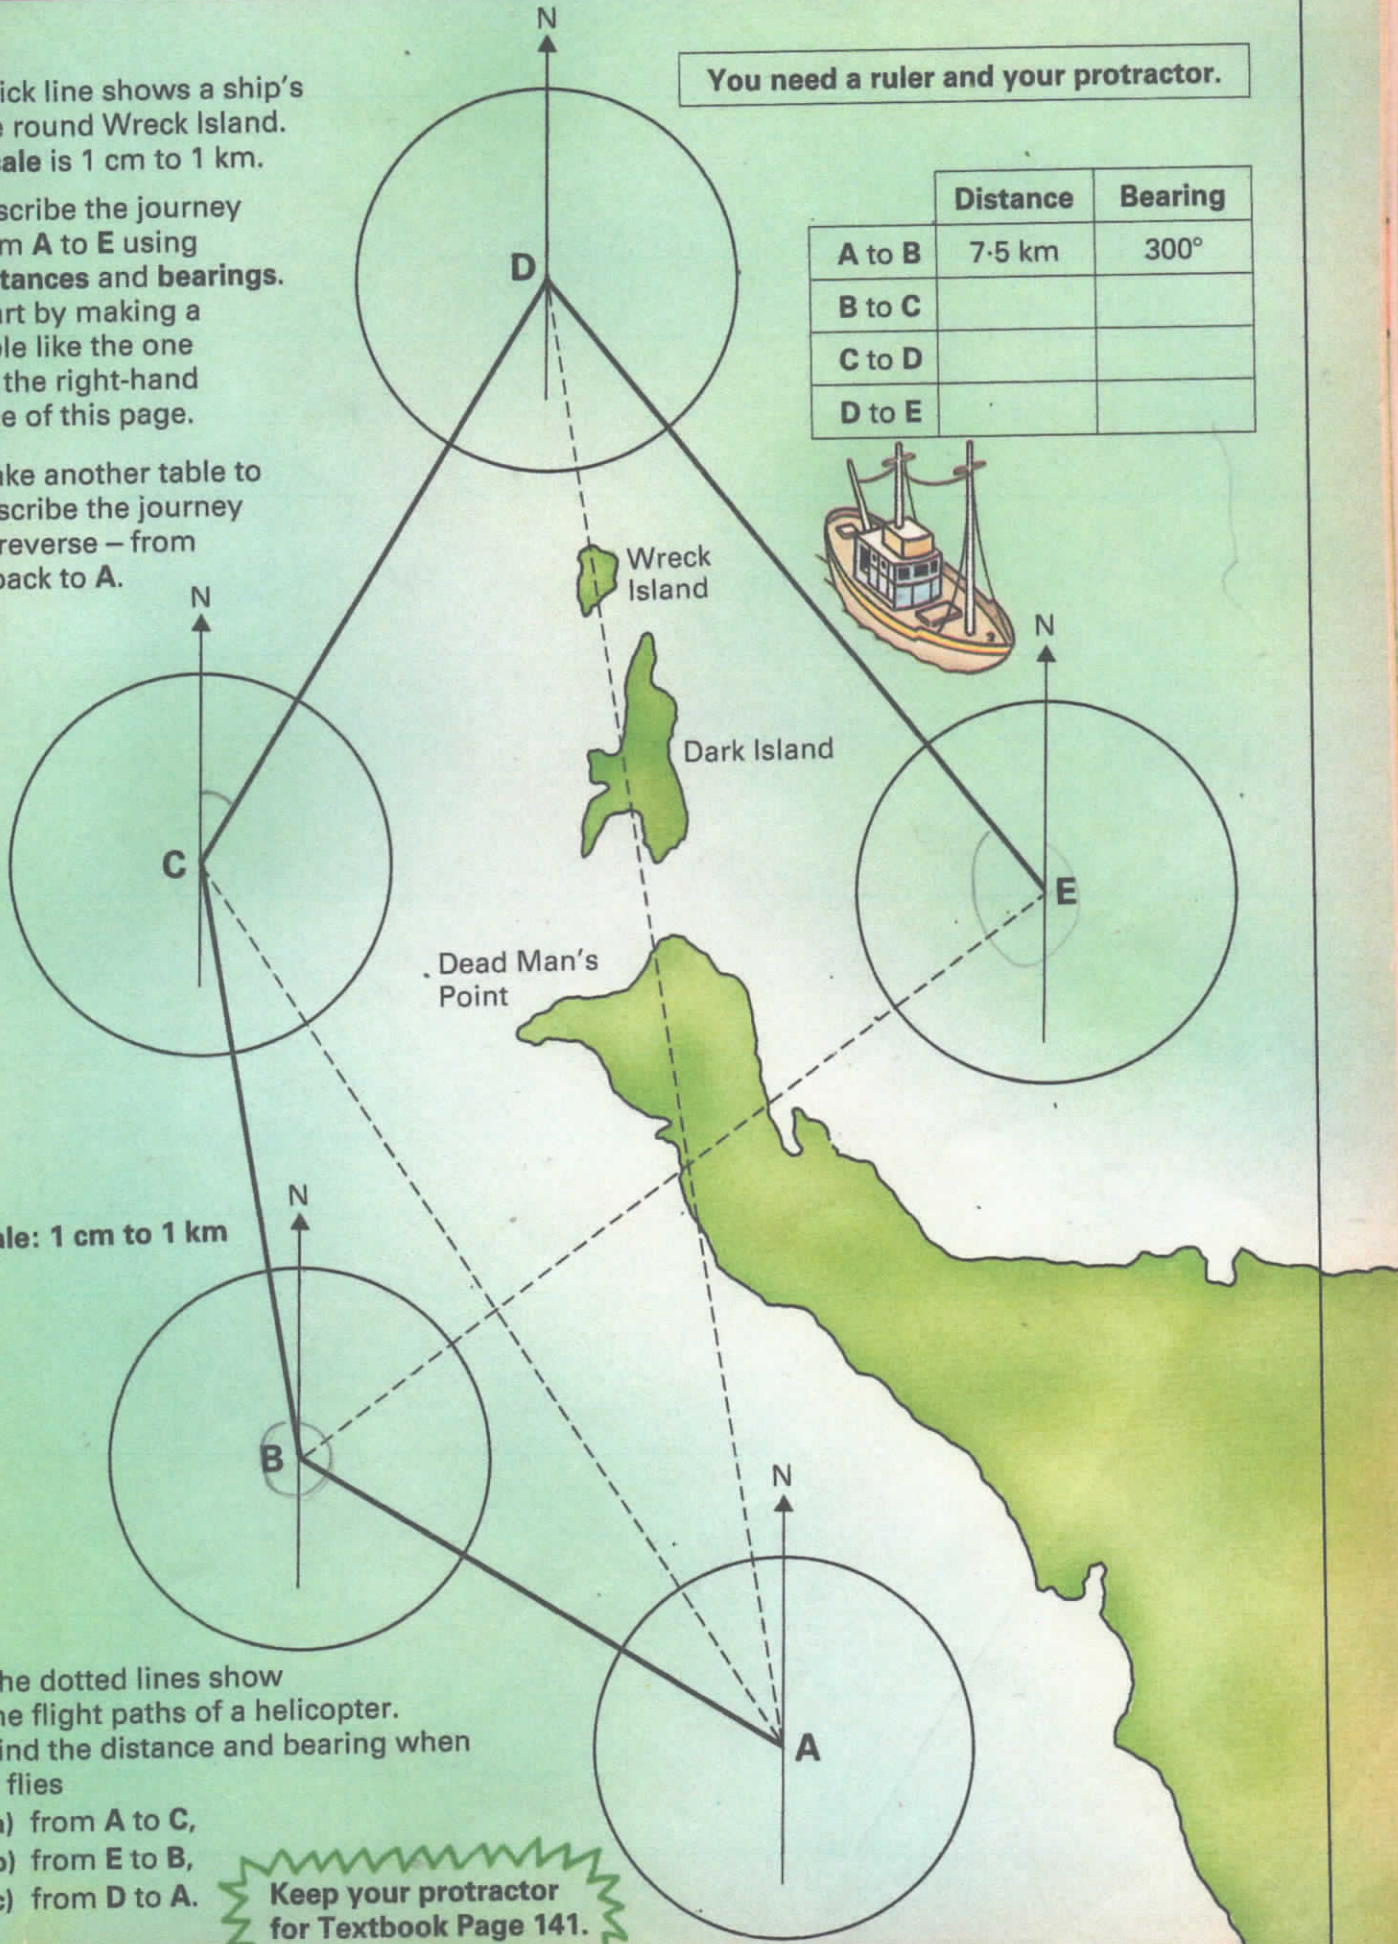 ick line shows a ship's
e round Wreck Island.
ale is 1 cm to 1 km.
scribe the journey
m A to E using
tances and bearings.
art by making a
ble like the one
the right-hand
e of this page.
ake another table to
scribe the journey
reverse – from
back to A.
N
You need a ruler and your protractor.
Distance Bearing
A to B 7·5 km 300°
B to C
C to D
D to E
D
Wreck
Island
N
N
Dark Island
C
E
Dead Man's
Point
N
ale: 1 cm to 1 km
B
N
A
he dotted lines show
he flight paths of a helicopter.
ind the distance and bearing when
flies
a) from A to C,
b) from E to B,
c) from D to A.
Keep your protractor
for Textbook Page 141.